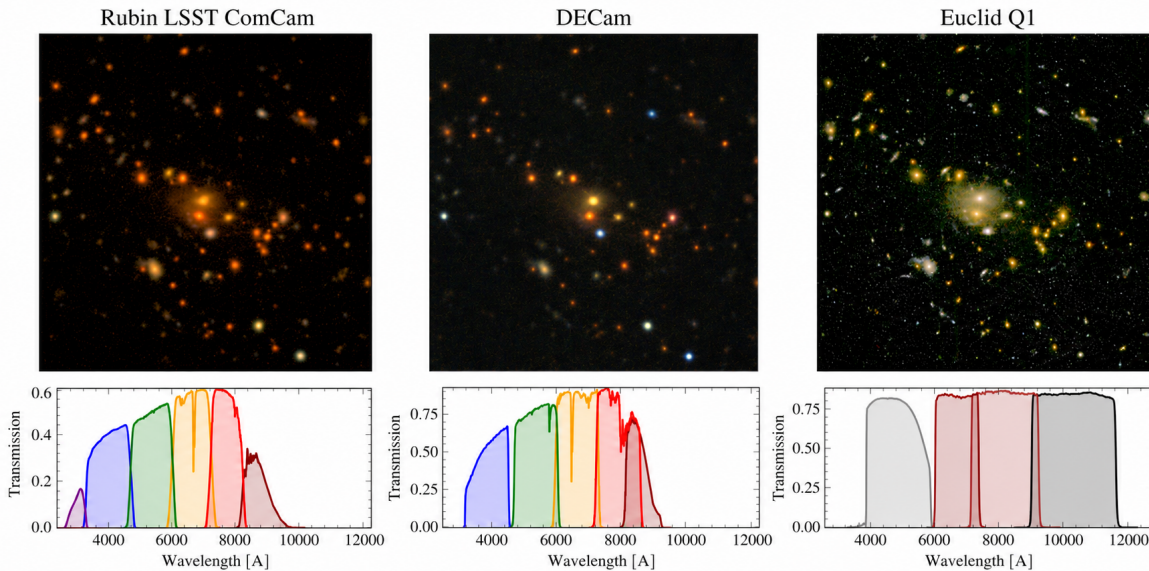 Rubin LSST ComCam
DECam
Euclid Q1
0.6
0.4
0.2
0.0
Transmission
4000 6000 8000 10000 12000
Wavelength [A]
0.75
0.50
0.25
0.00
Transmission
4000 6000 8000 10000 12000
Wavelength [A]
0.75
0.50
0.75
0.00
Transmission
4000 6000 8000 10000 12000
Wavelength [A]